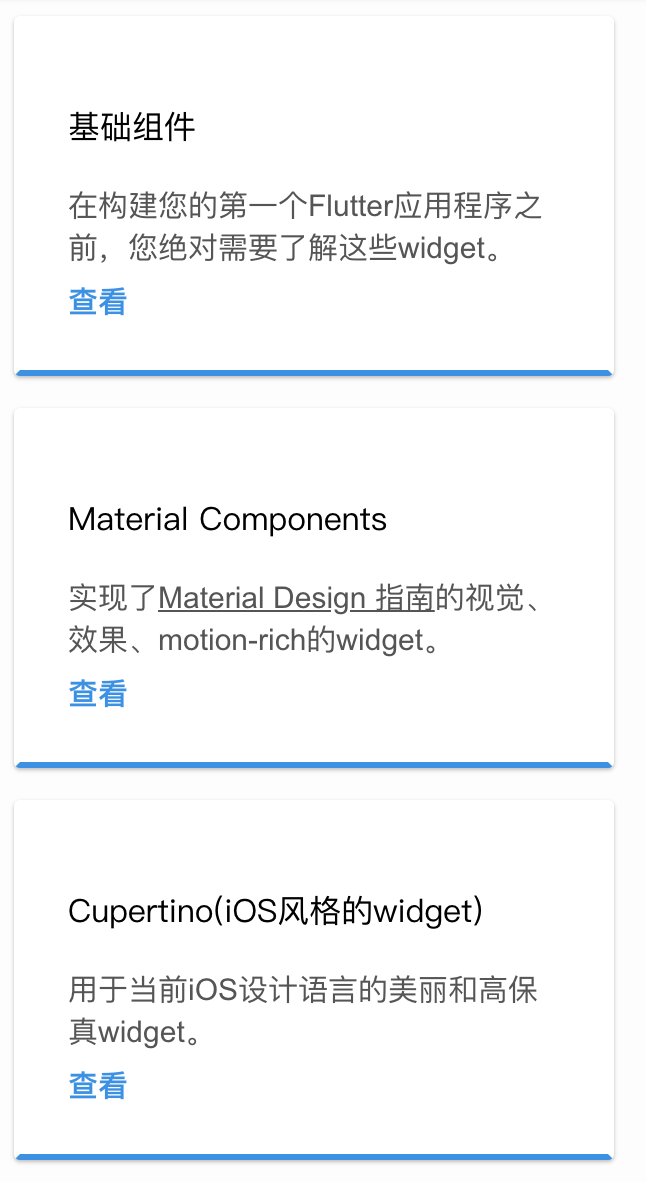 基础组件
在构建您的第一个Flutter应用程序之
前，您绝对需要了解这些widget。
查看
Material Components
实现了Material Design 指南的视觉、
效果、motion-rich的widget。
查看
Cupertino(iOS风格的widget)
用于当前iOS设计语言的美丽和高保
真widget。
查看